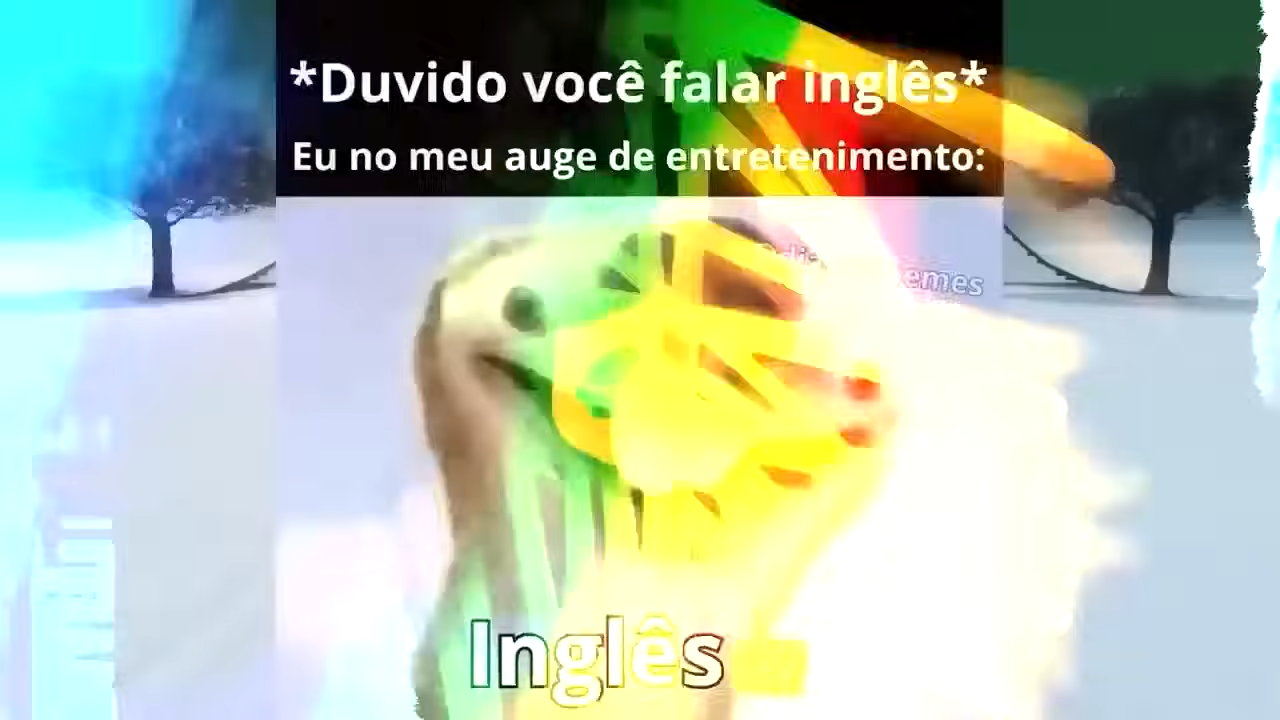 *Duvido você falar inglês*
Eu no meu auge de entretenimento:
Inglês